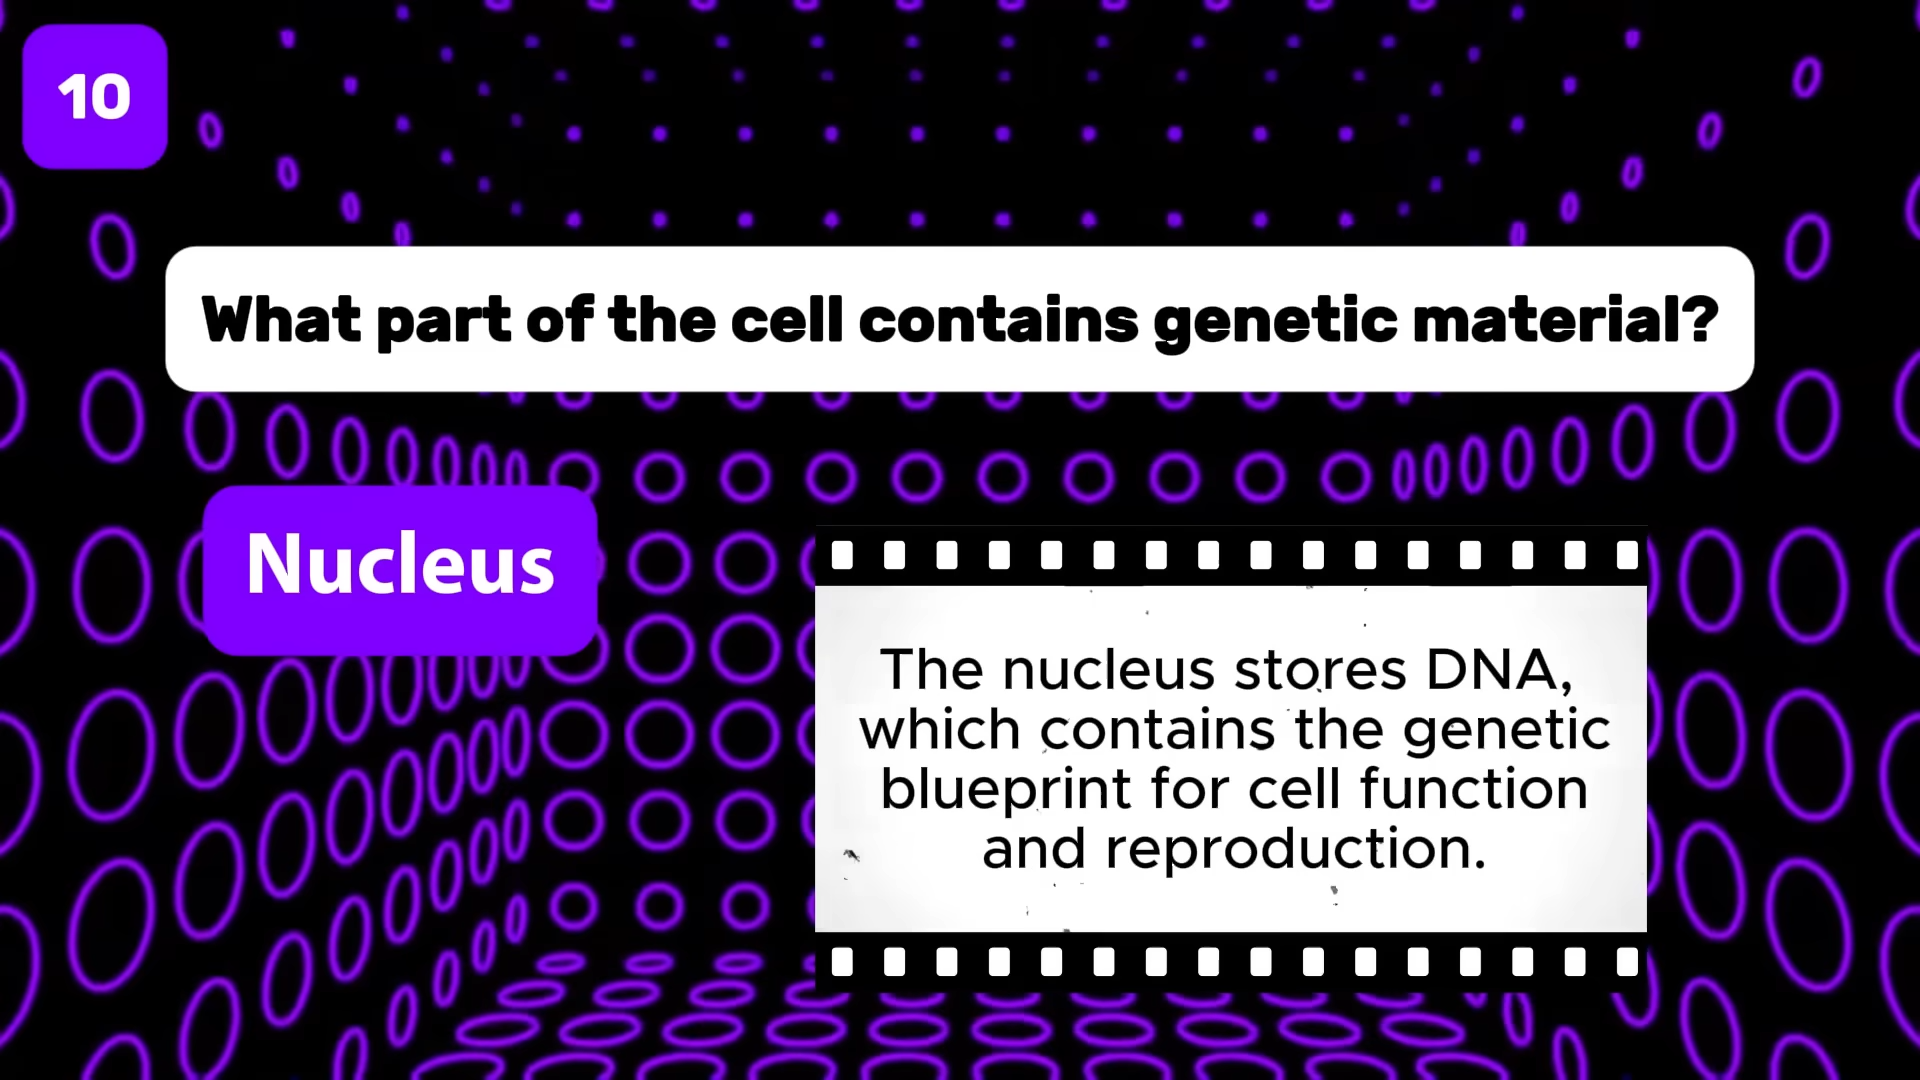 10
What part of the cell contains genetic material?
Nucleus
The nucleus stores DNA,
which contains the genetic
blueprint for cell function
and reproduction.